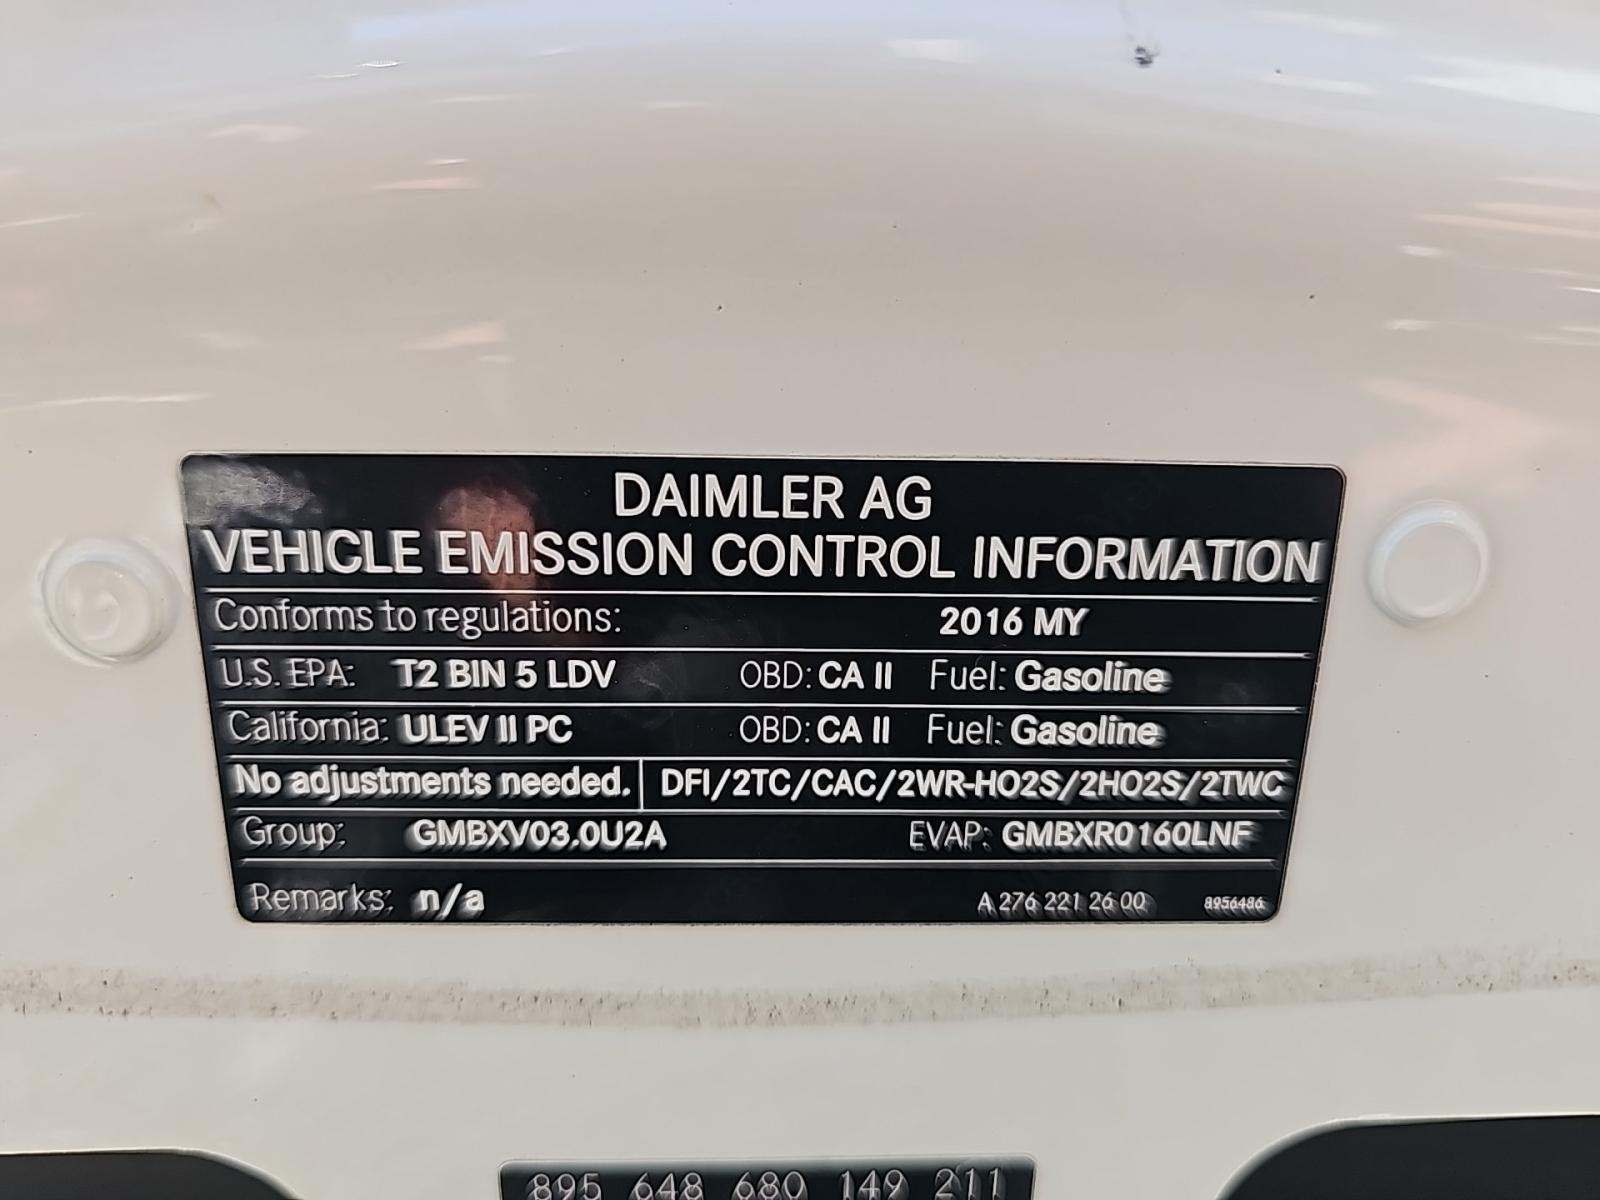 DAIMLER AG
VEHICLE EMISSION CONTROL INFORMATION
Conforms to regulations: 2016 MY
U.S. EPA: T2 BIN 5 LDV OBD: CA II Fuel: Gasoline
California: ULEV II PC OBD: CA II Fuel: Gasoline
No adjustments needed. DFI/2TC/CAC/2WR-HO2S/2HO2S/2TWC
Group: GMBXV03.0U2A EVAP: GMBXR0160LNF
Remarks: n/a A 276 221 26 00 8956486
895 648 680 149 211